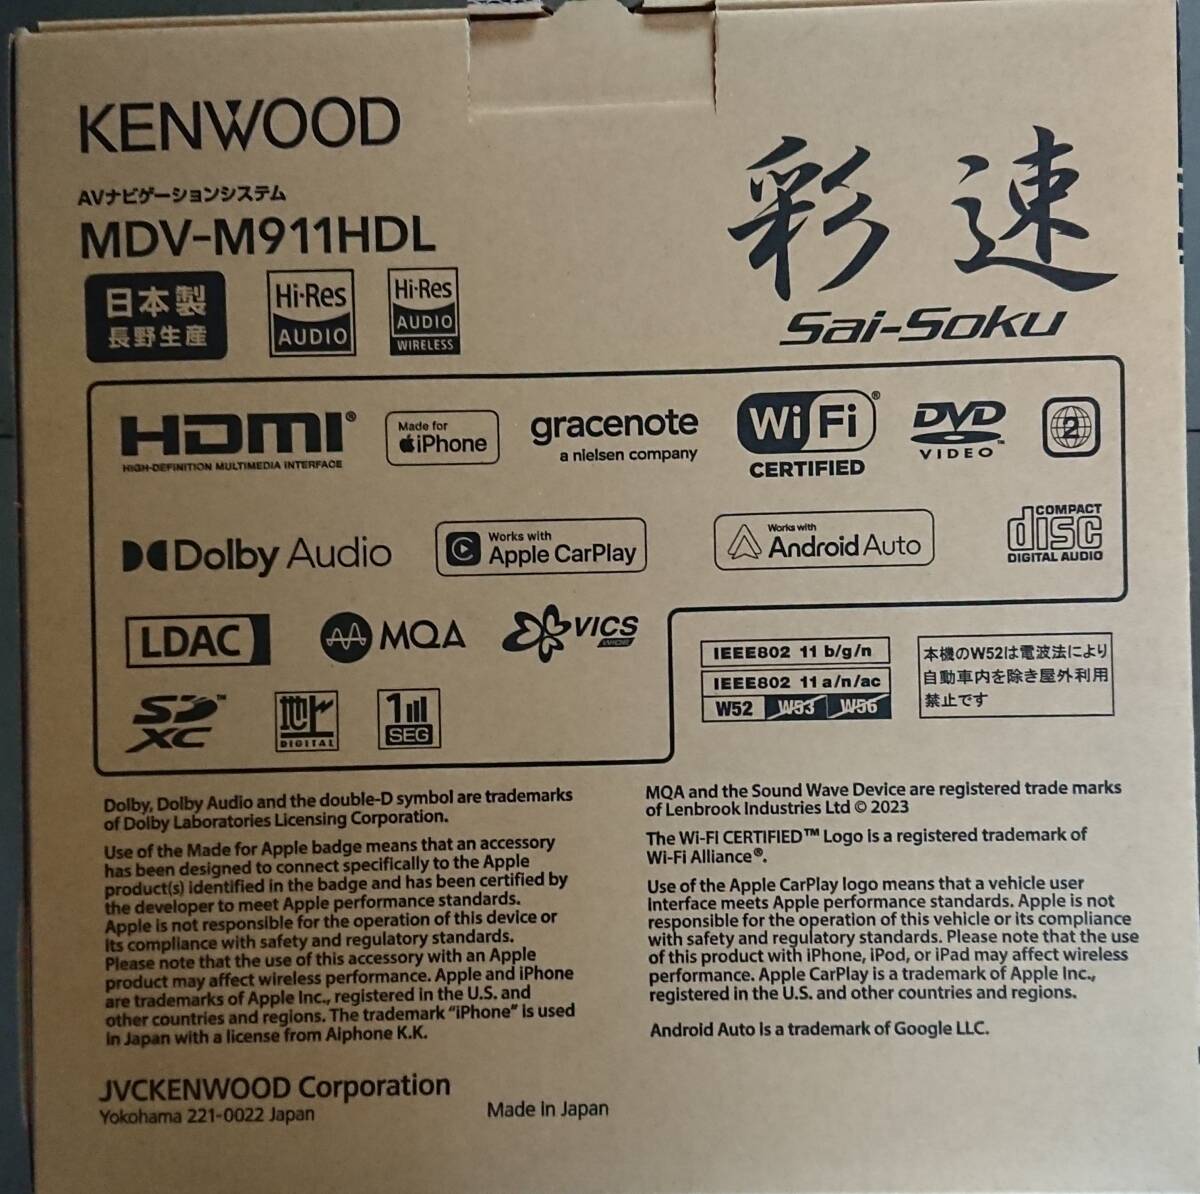 KENWOOD
AVナビゲーションシステム
MDV-M911HDL
日本製
長野生産
Hi-Res
AUDIO
Hi-Res
AUDIO
WIRELESS
彩速
Sai-Soku
HDMI®
HIGH-DEFINITION MULTIMEDIA INTERFACE
Made for
iPhone
gracenote
a nielsen company
Wi Fi®
CERTIFIED
DVD™
VIDEO
2
Dolby Audio
Works with
Apple CarPlay
Works with
Android Auto
COMPACT
disc
DIGITAL AUDIO
LDAC
MQA
VICS
WIDE
SD™
XC
地上
DIGITAL
1
SEG
IEEE802 11 b/g/n
IEEE802 11 a/n/ac
W52 W53 W56
本機のW52は電波法により
自動車内を除き屋外利用
禁止です
Dolby, Dolby Audio and the double-D symbol are trademarks
of Dolby Laboratories Licensing Corporation.
Use of the Made for Apple badge means that an accessory
has been designed to connect specifically to the Apple
product(s) identified in the badge and has been certified by
the developer to meet Apple performance standards.
Apple is not responsible for the operation of this device or
its compliance with safety and regulatory standards.
Please note that the use of this accessory with an Apple
product may affect wireless performance. Apple and iPhone
are trademarks of Apple Inc., registered in the U.S. and
other countries and regions. The trademark "iPhone" is used
in Japan with a license from Aiphone K.K.
MQA and the Sound Wave Device are registered trade marks
of Lenbrook Industries Ltd © 2023
The Wi-Fi CERTIFIED™ Logo is a registered trademark of
Wi-Fi Alliance®.
Use of the Apple CarPlay logo means that a vehicle user
interface meets Apple performance standards. Apple is not
responsible for the operation of this vehicle or its compliance
with safety and regulatory standards. Please note that the use
of this product with iPhone, iPod, or iPad may affect wireless
performance. Apple CarPlay is a trademark of Apple Inc.,
registered in the U.S. and other countries and regions.
Android Auto is a trademark of Google LLC.
JVCKENWOOD Corporation
Yokohama 221-0022 Japan
Made in Japan